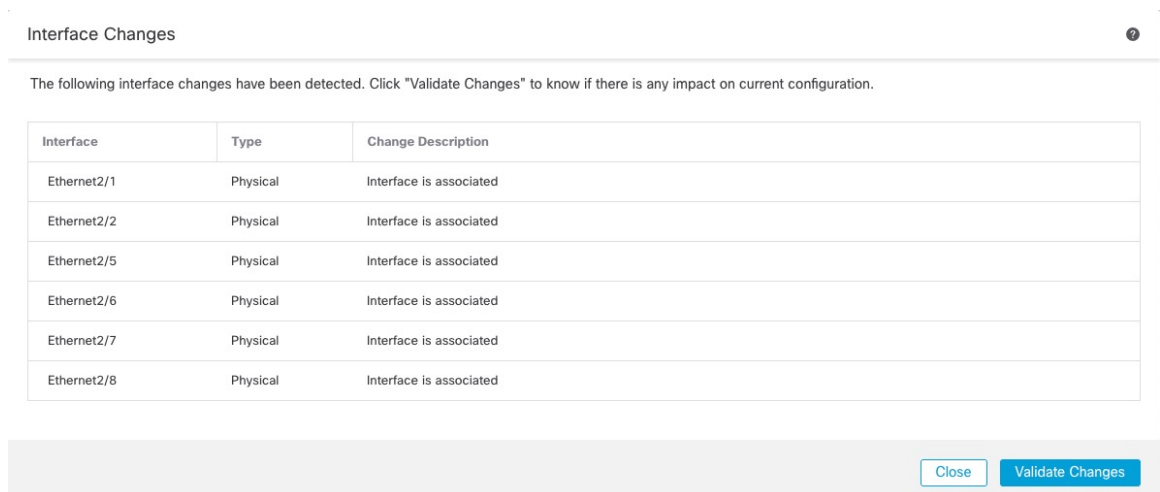 Interface Changes
?
The following interface changes have been detected. Click "Validate Changes" to know if there is any impact on current configuration.
Interface Type Change Description
Ethernet2/1 Physical Interface is associated
Ethernet2/2 Physical Interface is associated
Ethernet2/5 Physical Interface is associated
Ethernet2/6 Physical Interface is associated
Ethernet2/7 Physical Interface is associated
Ethernet2/8 Physical Interface is associated
Close Validate Changes